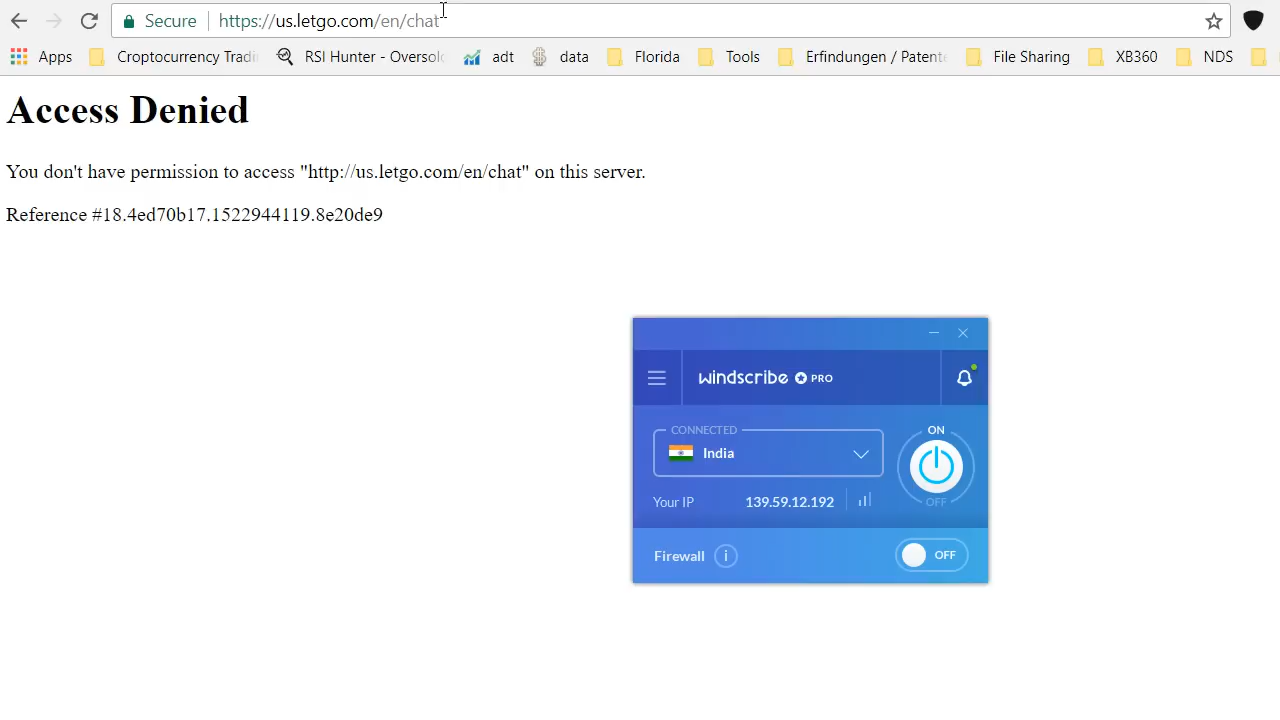 Secure https://us.letgo.com/en/chat
Apps Croptocurrency Tradi RSI Hunter - Oversol adt data Florida Tools Erfindungen / Patente File Sharing XB360 NDS
Access Denied
You don't have permission to access "http://us.letgo.com/en/chat" on this server.
Reference #18.4ed70b17.1522944119.8e20de9
windscribe PRO
CONNECTED
India
ON
OFF
Your IP 139.59.12.192
Firewall i OFF